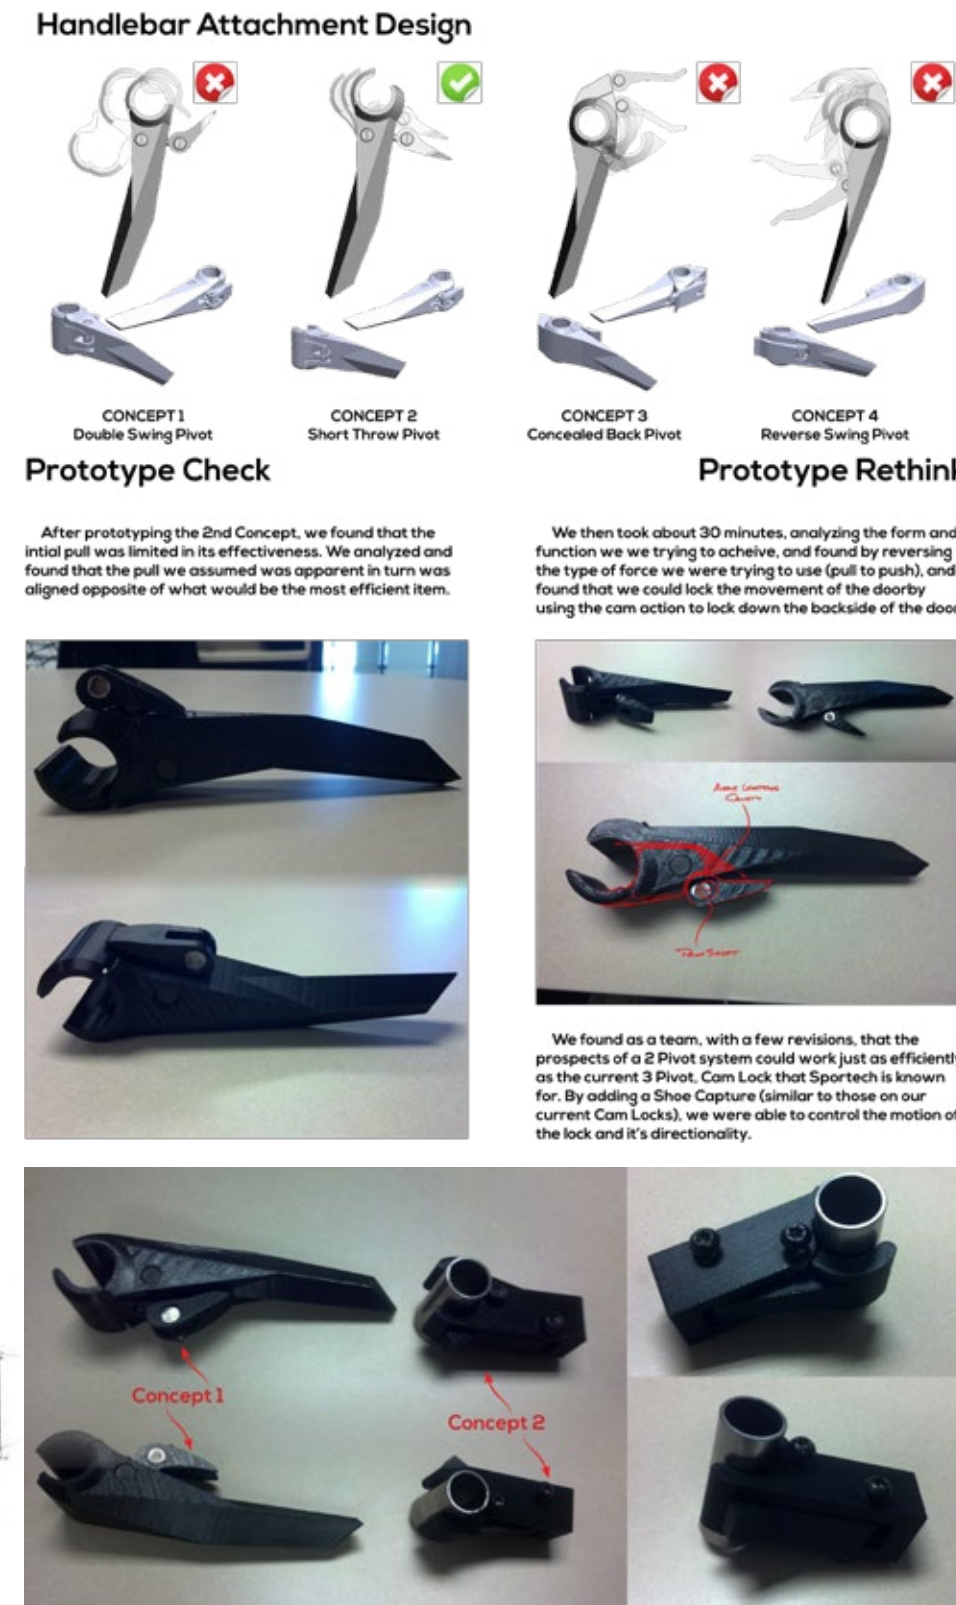 Handlebar Attachment Design
CONCEPT 1
Double Swing Pivot
CONCEPT 2
Short Throw Pivot
CONCEPT 3
Concealed Back Pivot
CONCEPT 4
Reverse Swing Pivot
Prototype Check
After prototyping the 2nd Concept, we found that the
intial pull was limited in its effectiveness. We analyzed and
found that the pull we assumed was apparent in turn was
aligned opposite of what would be the most efficient item.
Prototype Rethink
We then took about 30 minutes, analyzing the form and
function we we trying to acheive, and found by reversing
the type of force we were trying to use (pull to push), and
found that we could lock the movement of the doorby
using the cam action to lock down the backside of the door
We found as a team, with a few revisions, that the
prospects of a 2 Pivot system could work just as efficiently
as the current 3 Pivot, Cam Lock that Sportech is known
for. By adding a Shoe Capture (similar to those on our
current Cam Locks), we were able to control the motion of
the lock and it's directionality.
Concept 1
Concept 2